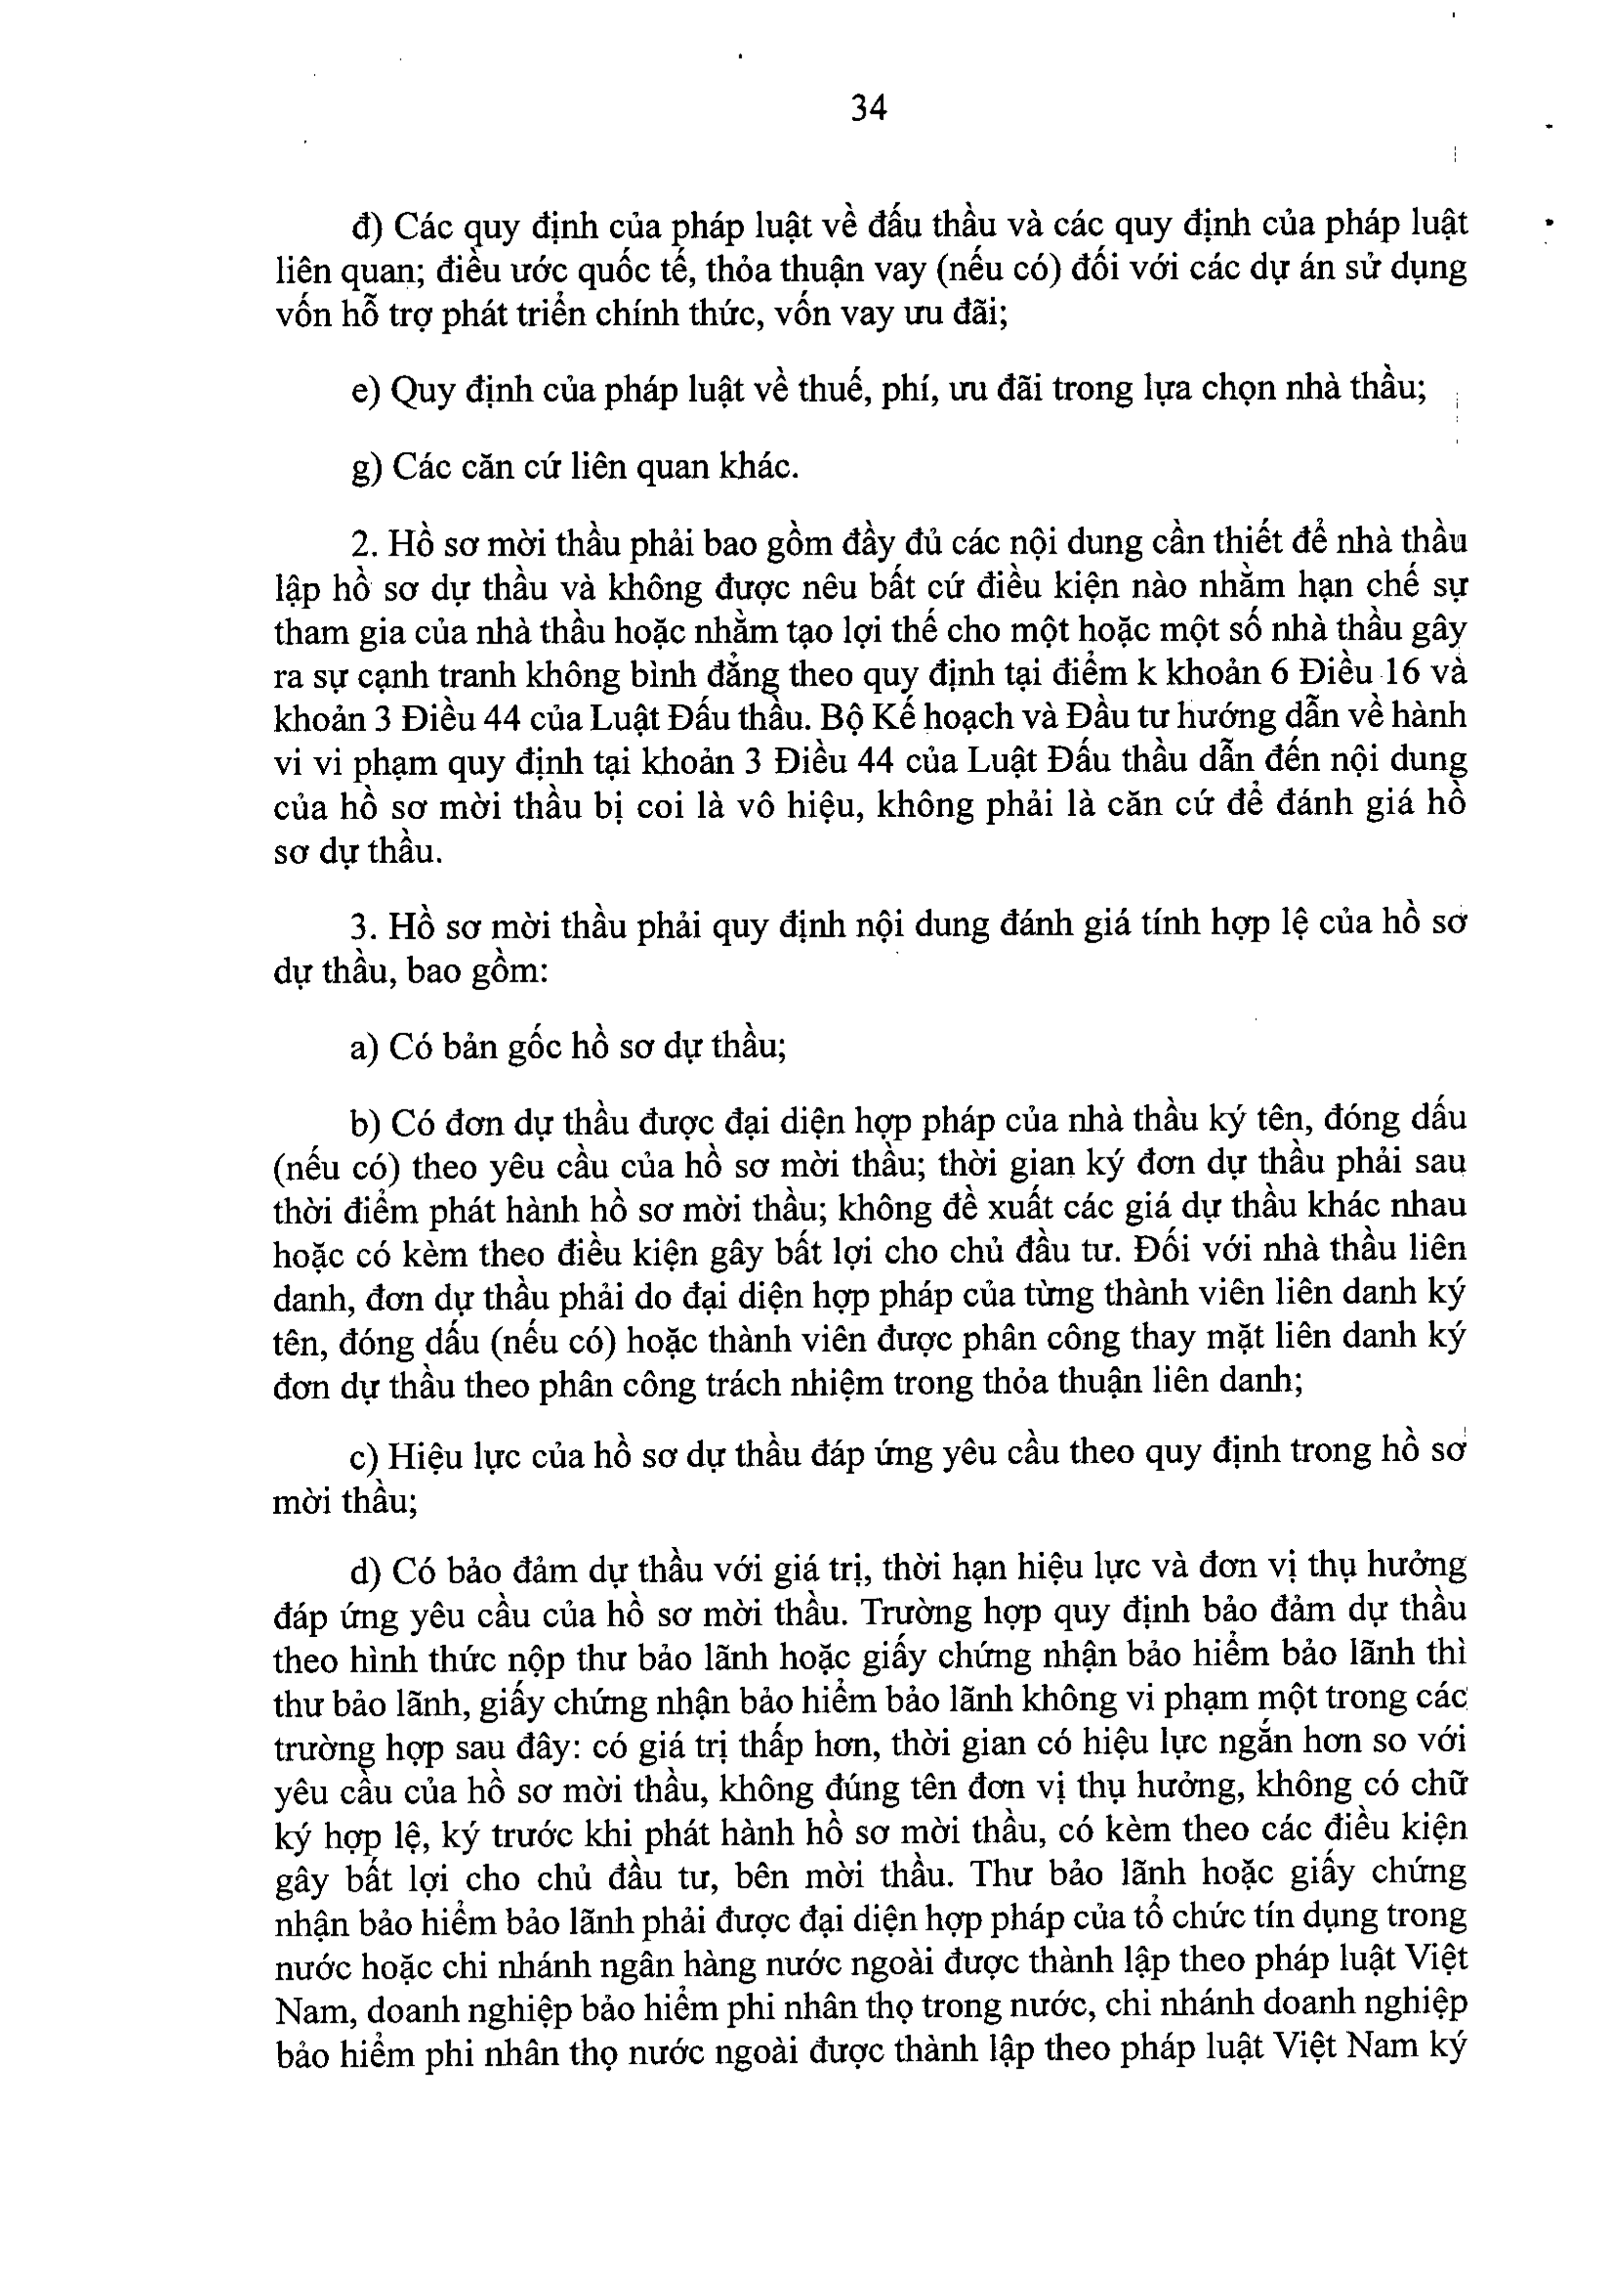 34
đ) Các quy định của pháp luật về đấu thầu và các quy định của pháp luật
liên quan; điều ước quốc tế, thỏa thuận vay (nếu có) đối với các dự án sử dụng
vốn hỗ trợ phát triển chính thức, vốn vay ưu đãi;
e) Quy định của pháp luật về thuế, phí, ưu đãi trong lựa chọn nhà thầu;
g) Các căn cứ liên quan khác.
2. Hồ sơ mời thầu phải bao gồm đầy đủ các nội dung cần thiết để nhà thầu
lập hồ sơ dự thầu và không được nêu bất cứ điều kiện nào nhằm hạn chế sự
tham gia của nhà thầu hoặc nhằm tạo lợi thế cho một hoặc một số nhà thầu gây
ra sự cạnh tranh không bình đẳng theo quy định tại điểm k khoản 6 Điều 16 và
khoản 3 Điều 44 của Luật Đấu thầu. Bộ Kế hoạch và Đầu tư hướng dẫn về hành
vi vi phạm quy định tại khoản 3 Điều 44 của Luật Đấu thầu dẫn đến nội dung
của hồ sơ mời thầu bị coi là vô hiệu, không phải là căn cứ để đánh giá hồ
sơ dự thầu.
3. Hồ sơ mời thầu phải quy định nội dung đánh giá tính hợp lệ của hồ sơ
dự thầu, bao gồm:
a) Có bản gốc hồ sơ dự thầu;
b) Có đơn dự thầu được đại diện hợp pháp của nhà thầu ký tên, đóng dấu
(nếu có) theo yêu cầu của hồ sơ mời thầu; thời gian ký đơn dự thầu phải sau
thời điểm phát hành hồ sơ mời thầu; không đề xuất các giá dự thầu khác nhau
hoặc có kèm theo điều kiện gây bất lợi cho chủ đầu tư. Đối với nhà thầu liên
danh, đơn dự thầu phải do đại diện hợp pháp của từng thành viên liên danh ký
tên, đóng dấu (nếu có) hoặc thành viên được phân công thay mặt liên danh ký
đơn dự thầu theo phân công trách nhiệm trong thỏa thuận liên danh;
c) Hiệu lực của hồ sơ dự thầu đáp ứng yêu cầu theo quy định trong hồ sơ
mời thầu;
d) Có bảo đảm dự thầu với giá trị, thời hạn hiệu lực và đơn vị thụ hưởng
đáp ứng yêu cầu của hồ sơ mời thầu. Trường hợp quy định bảo đảm dự thầu
theo hình thức nộp thư bảo lãnh hoặc giấy chứng nhận bảo hiểm bảo lãnh thì
thư bảo lãnh, giấy chứng nhận bảo hiểm bảo lãnh không vi phạm một trong các
trường hợp sau đây: có giá trị thấp hơn, thời gian có hiệu lực ngắn hơn so với
yêu cầu của hồ sơ mời thầu, không đúng tên đơn vị thụ hưởng, không có chữ
ký hợp lệ, ký trước khi phát hành hồ sơ mời thầu, có kèm theo các điều kiện
gây bất lợi cho chủ đầu tư, bên mời thầu. Thư bảo lãnh hoặc giấy chứng
nhận bảo hiểm bảo lãnh phải được đại diện hợp pháp của tổ chức tín dụng trong
nước hoặc chi nhánh ngân hàng nước ngoài được thành lập theo pháp luật Việt
Nam, doanh nghiệp bảo hiểm phi nhân thọ trong nước, chi nhánh doanh nghiệp
bảo hiểm phi nhân thọ nước ngoài được thành lập theo pháp luật Việt Nam ký